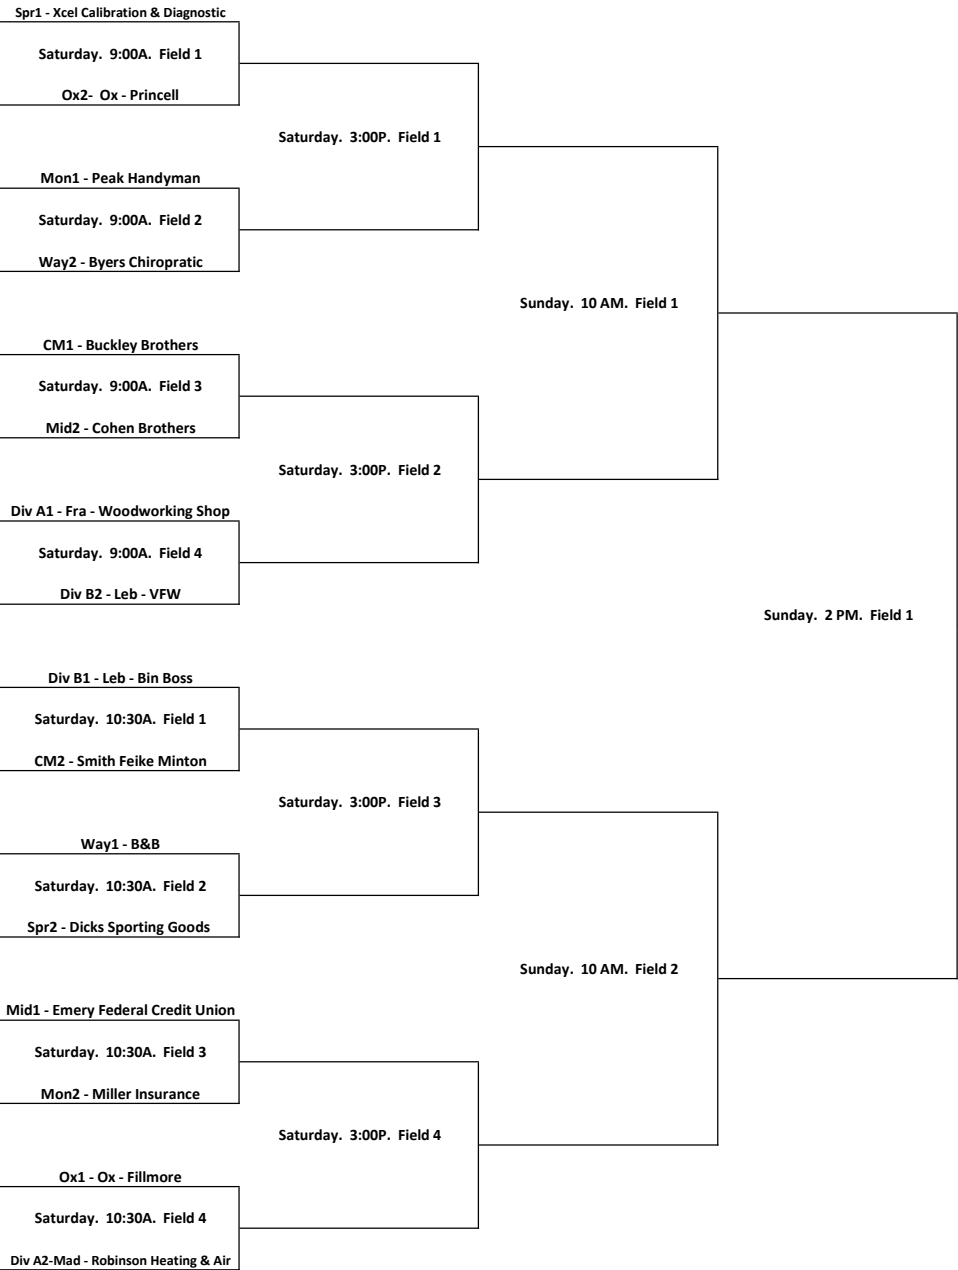 Spr1 - Xcel Calibration & Diagnostic
Saturday. 9:00A. Field 1
Ox2- Ox - Princell
Saturday. 3:00P. Field 1
Mon1 - Peak Handyman
Saturday. 9:00A. Field 2
Way2 - Byers Chiropratic
Sunday. 10 AM. Field 1
CM1 - Buckley Brothers
Saturday. 9:00A. Field 3
Mid2 - Cohen Brothers
Saturday. 3:00P. Field 2
Div A1 - Fra - Woodworking Shop
Saturday. 9:00A. Field 4
Div B2 - Leb - VFW
Sunday. 2 PM. Field 1
Div B1 - Leb - Bin Boss
Saturday. 10:30A. Field 1
CM2 - Smith Feike Minton
Saturday. 3:00P. Field 3
Way1 - B&B
Saturday. 10:30A. Field 2
Spr2 - Dicks Sporting Goods
Sunday. 10 AM. Field 2
Mid1 - Emery Federal Credit Union
Saturday. 10:30A. Field 3
Mon2 - Miller Insurance
Saturday. 3:00P. Field 4
Ox1 - Ox - Fillmore
Saturday. 10:30A. Field 4
Div A2-Mad - Robinson Heating & Air